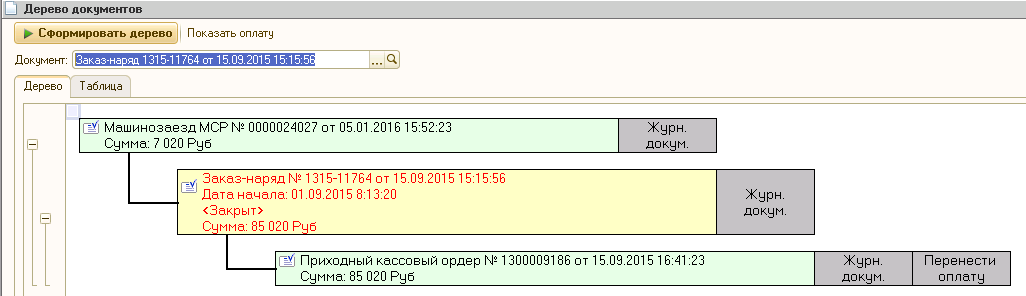 Дерево документов
Сформировать дерево Показать оплату
Документ: Заказ-наряд 1315-11764 от 15.09.2015 15:15:56 ...
Дерево Таблица
Машинозаезд МСР № 0000024027 от 05.01.2016 15:52:23
Сумма: 7 020 Руб
Журн.
докум.
Заказ-наряд № 1315-11764 от 15.09.2015 15:15:56
Дата начала: 01.09.2015 8:13:20
<Закрыт>
Сумма: 85 020 Руб
Журн.
докум.
Приходный кассовый ордер № 1300009186 от 15.09.2015 16:41:23
Сумма: 85 020 Руб
Журн.
докум.
Перенести
оплату